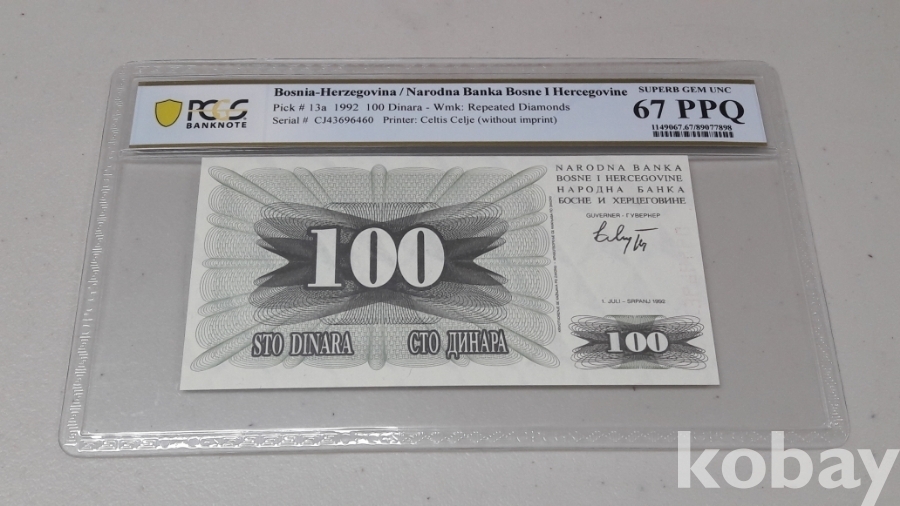 PCGS
BANKNOTE
Bosnia-Herzegovina / Narodna Banka Bosne I Hercegovine
Pick # 13a 1992 100 Dinara - Wmk: Repeated Diamonds
Serial # CJ43696460 Printer: Celtis Celje (without imprint)
SUPERB GEM UNC
67 PPQ
1149067.67/89077898
NARODNA BANKA
BOSNE I HERCEGOVINE
НАРОДНА БАНКА
БОСНЕ И ХЕРЦЕГОВИНЕ
GUVERNER - ГУВЕРНЕР
1. JULI - SRPANJ 1992
100
STO DINARA
СТО ДИНАРА
100
kobay